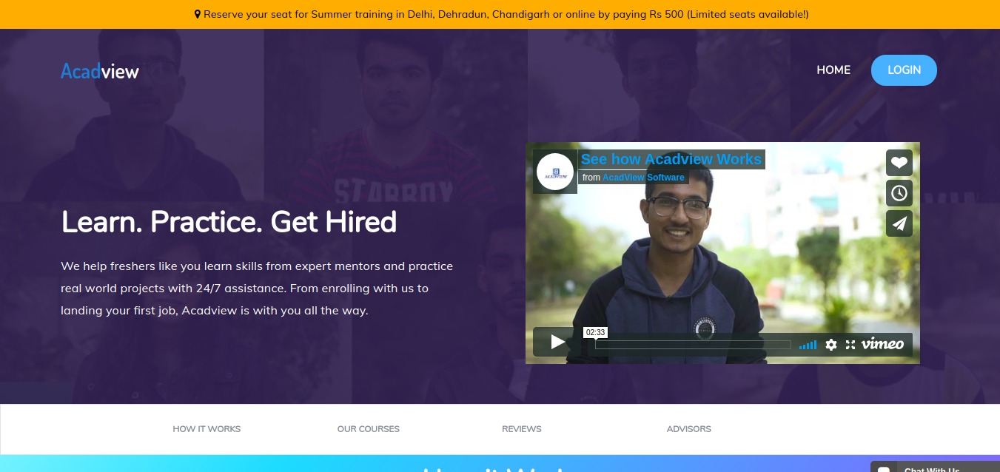 Reserve your seat for Summer training in Delhi, Dehradun, Chandigarh or online by paying Rs 500 (Limited seats available!)
Acadview
HOME
LOGIN
See how Acadview Works
from AcadView Software
ACADVIEW
STARBOY
Learn. Practice. Get Hired
We help freshers like you learn skills from expert mentors and practice
real world projects with 24/7 assistance. From enrolling with us to
landing your first job, Acadview is with you all the way.
02:33
vimeo
HOW IT WORKS
OUR COURSES
REVIEWS
ADVISORS
Chat With Us